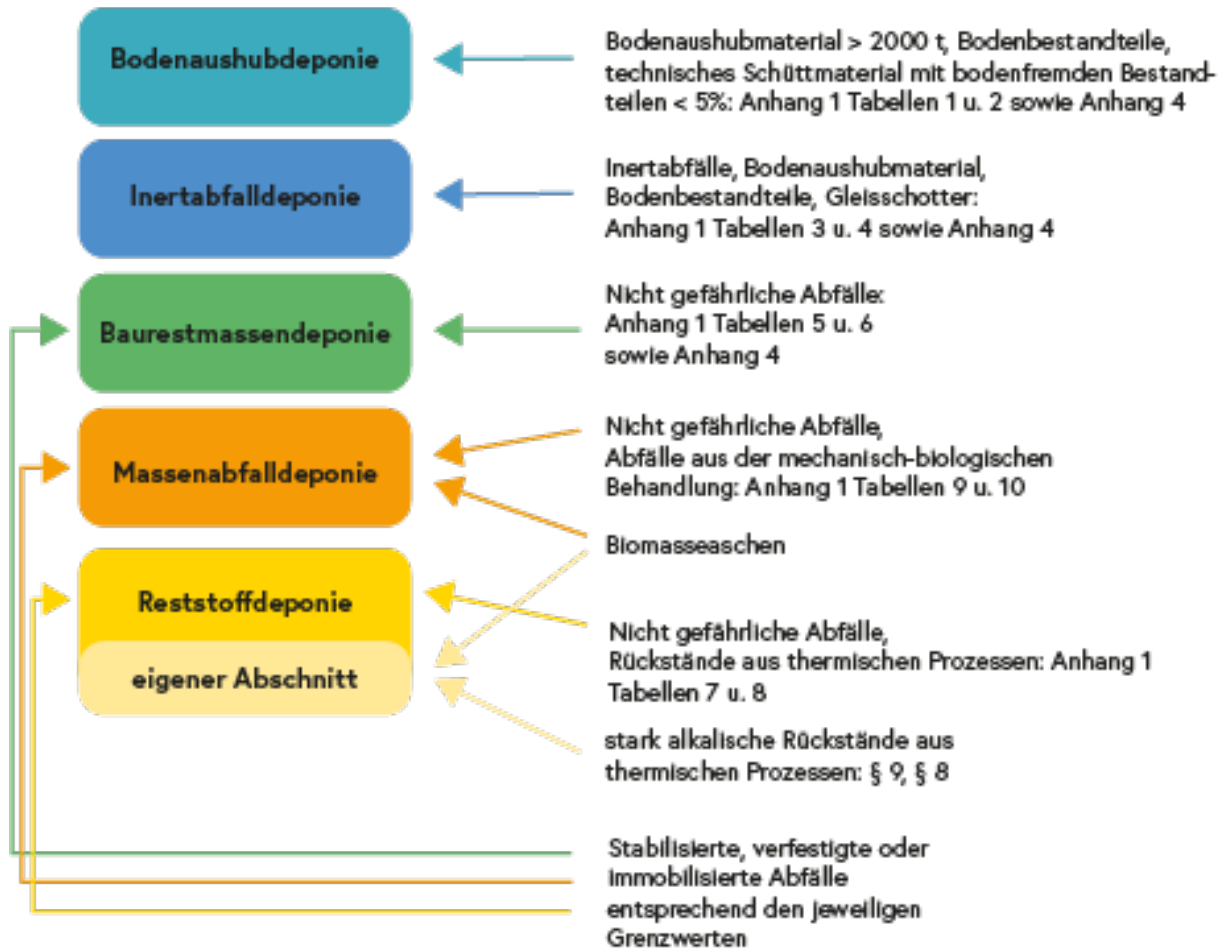 Bodenaushubdeponie
Bodenaushubmaterial > 2000 t, Bodenbestandteile,
technisches Schüttmaterial mit bodenfremden Bestand-
teilen < 5%: Anhang 1 Tabellen 1 u. 2 sowie Anhang 4
Inertabfalldeponie
Inertabfälle, Bodenaushubmaterial,
Bodenbestandteile, Gleisschotter:
Anhang 1 Tabellen 3 u. 4 sowie Anhang 4
Baurestmassendeponie
Nicht gefährliche Abfälle:
Anhang 1 Tabellen 5 u. 6
sowie Anhang 4
Massenabfalldeponie
Nicht gefährliche Abfälle,
Abfälle aus der mechanisch-biologischen
Behandlung: Anhang 1 Tabellen 9 u. 10
Biomasseaschen
Reststoffdeponie
eigener Abschnitt
Nicht gefährliche Abfälle,
Rückstände aus thermischen Prozessen: Anhang 1
Tabellen 7 u. 8
stark alkalische Rückstände aus
thermischen Prozessen: § 9, § 8
Stabilisierte, verfestigte oder
immobilisierte Abfälle
entsprechend den jeweiligen
Grenzwerten